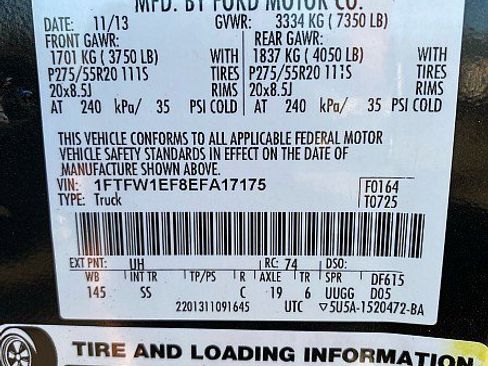 MFD. BY FORD MOTOR CO.
DATE: 11/13 GVWR: 3334 KG ( 7350 LB)
FRONT GAWR: REAR GAWR:
1701 KG ( 3750 LB) WITH 1837 KG ( 4050 LB) WITH
P275/55R20 111S TIRES P275/55R20 111S TIRES
20x8.5J RIMS 20x8.5J RIMS
AT 240 kPa/ 35 PSI COLD AT 240 kPa/ 35 PSI COLD
THIS VEHICLE CONFORMS TO ALL APPLICABLE FEDERAL MOTOR
VEHICLE SAFETY STANDARDS IN EFFECT ON THE DATE OF
MANUFACTURE SHOWN ABOVE.
VIN: 1FTFW1EF8EFA17175 F0164
TYPE: Truck T0725
EXT PNT: UH RC: 74 DSO:
WB INT TR TP/PS R AXLE TR SPR DF615
145 SS C 19 6 UUGG D05
2201311091645 UTC ▽5U5A-1520472-BA
TIRE AND LOADING INFORMATION